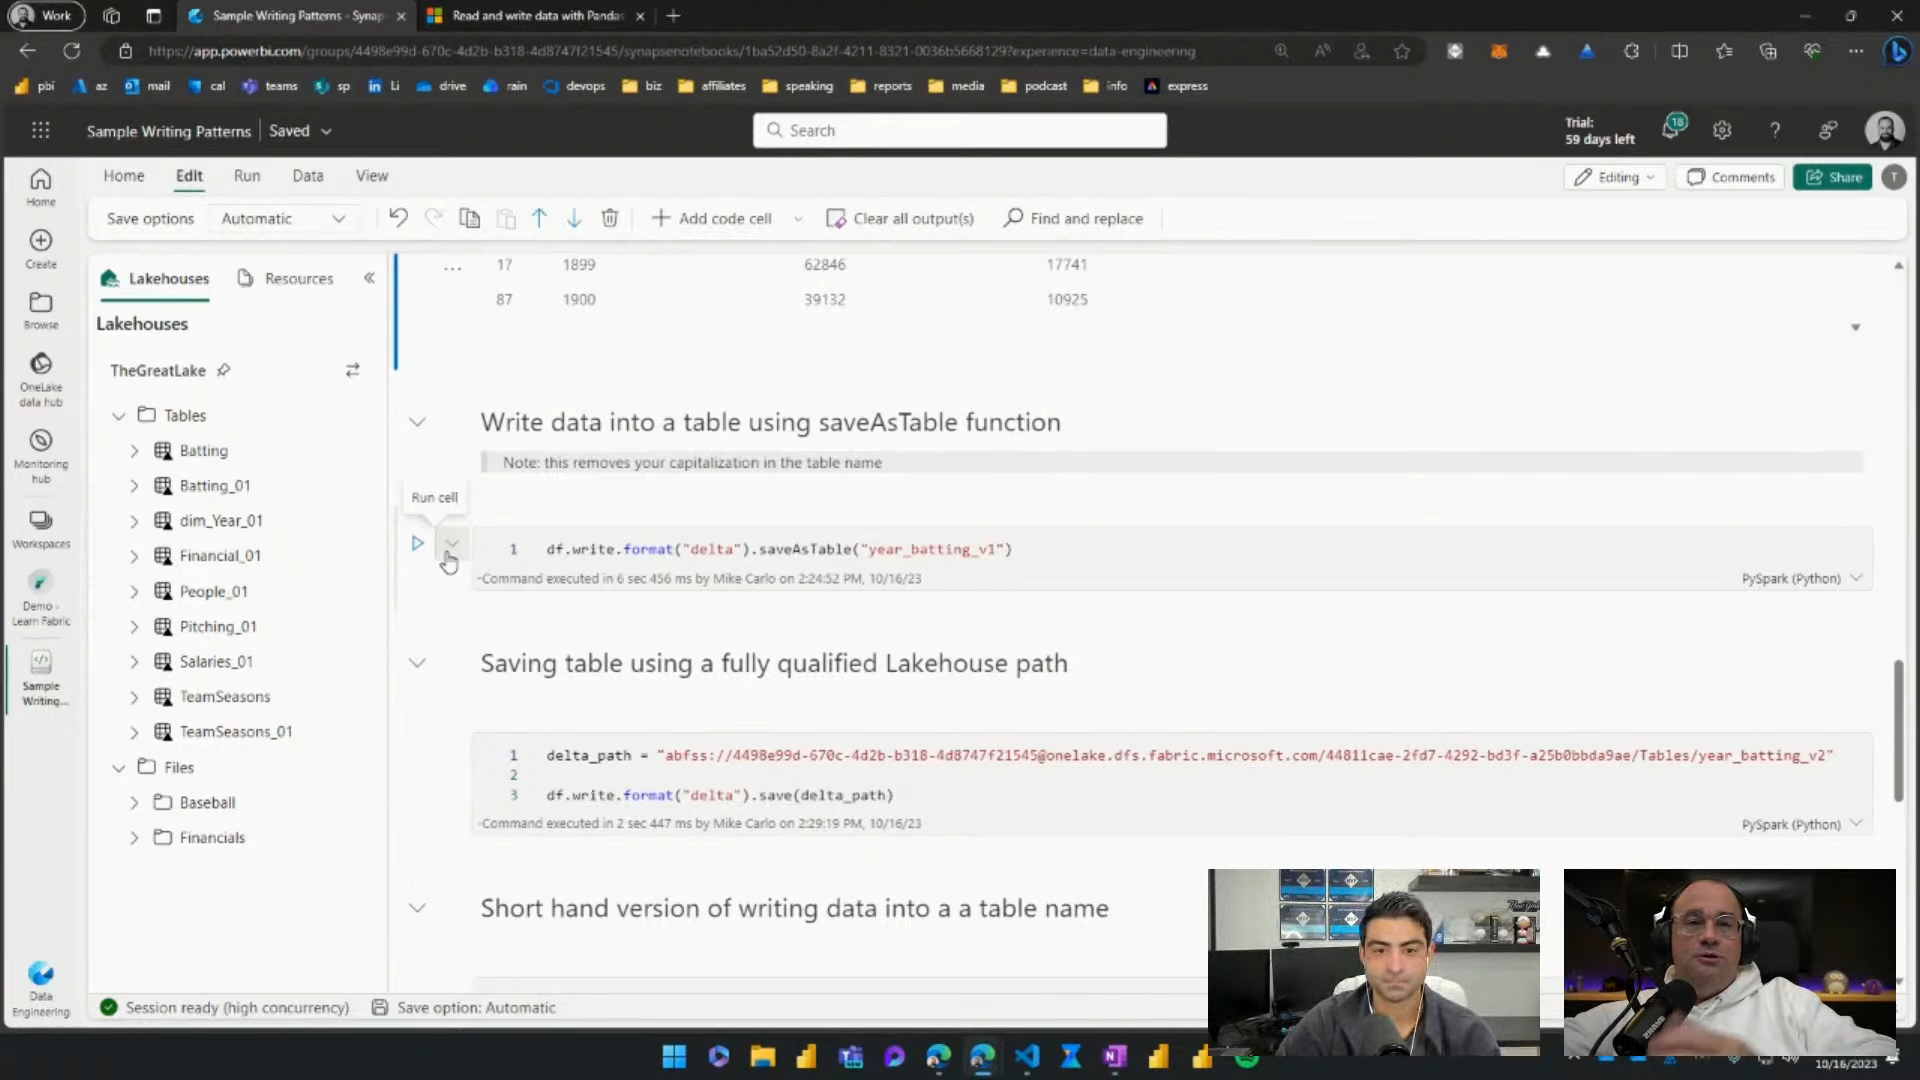 Work
Sample Writing Patterns - Synap
Read and write data with Pandas
https://app.powerbi.com/groups/4498e99d-670c-4d2b-b318-4d8747f21545/synapsenotebooks/1ba52d50-8a2f-4211-8321-0036b5668129?experience=data-engineering
pbi
az
mail
cal
teams
sp
Li
drive
rain
devops
biz
affiliates
speaking
reports
media
podcast
info
express
Sample Writing Patterns
Saved
Search
Trial:
59 days left
18
Home
Edit
Run
Data
View
Editing
Comments
Share
T
Save options
Automatic
Add code cell
Clear all output(s)
Find and replace
Home
Create
Browse
OneLake
data hub
Monitoring
hub
Workspaces
Demo -
Learn Fabric
Sample
Writing...
Data
Engineering
Lakehouses
Resources
Lakehouses
TheGreatLake
Tables
Batting
Batting_01
dim_Year_01
Financial_01
People_01
Pitching_01
Salaries_01
TeamSeasons
TeamSeasons_01
Files
Baseball
Financials
... 17 1899 62846 17741
87 1900 39132 10925
Write data into a table using saveAsTable function
Note: this removes your capitalization in the table name
Run cell
1 df.write.format("delta").saveAsTable("year_batting_v1")
-Command executed in 6 sec 456 ms by Mike Carlo on 2:24:52 PM, 10/16/23
PySpark (Python)
Saving table using a fully qualified Lakehouse path
1 delta_path = "abfss://4498e99d-670c-4d2b-b318-4d8747f21545@onelake.dfs.fabric.microsoft.com/44811cae-2fd7-4292-bd3f-a25b0bbda9ae/Tables/year_batting_v2"
2
3 df.write.format("delta").save(delta_path)
-Command executed in 2 sec 447 ms by Mike Carlo on 2:29:19 PM, 10/16/23
PySpark (Python)
Short hand version of writing data into a a table name
Session ready (high concurrency)
Save option: Automatic
10/16/2023